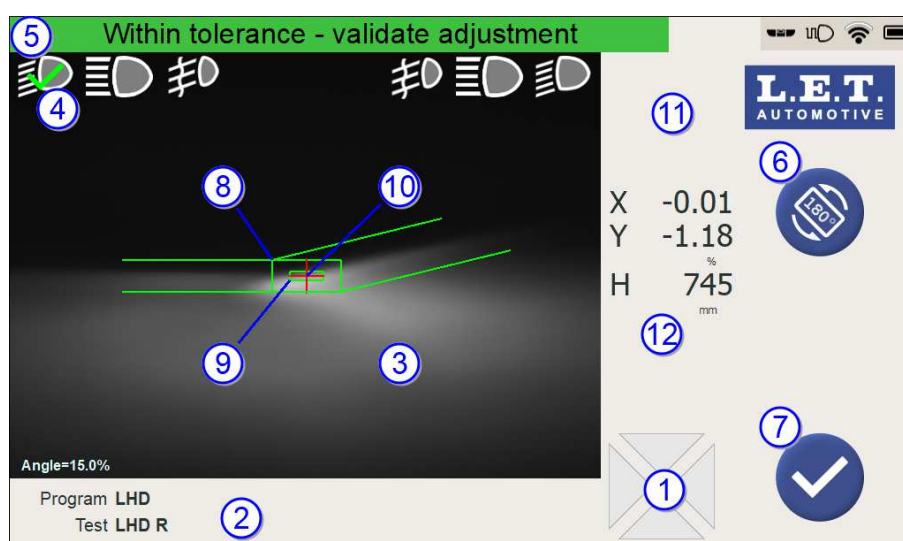 5 Within tolerance - validate adjustment
4
11
L.E.T.
AUTOMOTIVE
6
8
10
180°
X -0.01
Y -1.18
%
H 745
mm
12
9
3
7
Angle=15.0%
1
Program LHD
Test LHD R
2